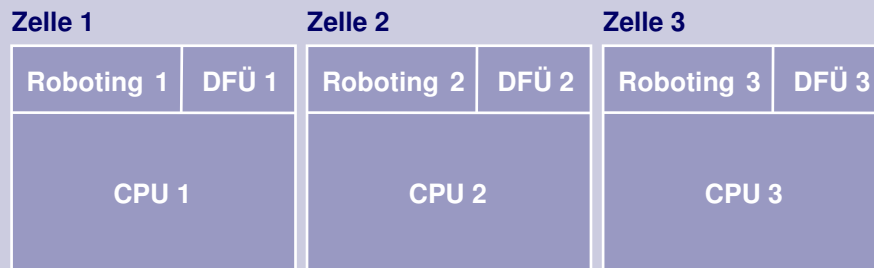 Zelle 1 Zelle 2 Zelle 3
Roboting 1 DFÜ 1 Roboting 2 DFÜ 2 Roboting 3 DFÜ 3
CPU 1 CPU 2 CPU 3